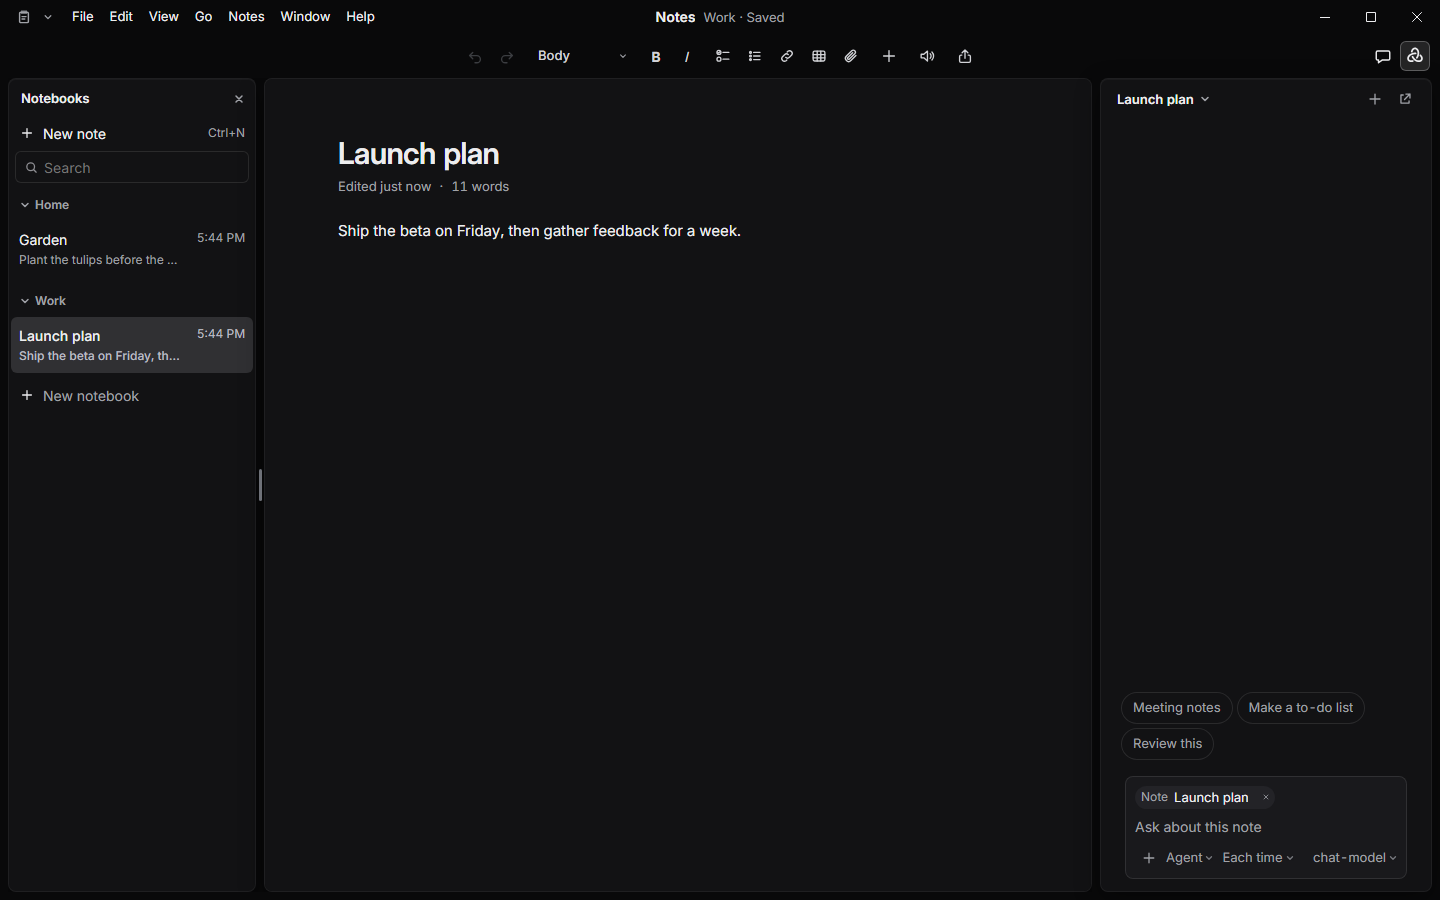 File Edit View Go Notes Window Help
Notes Work · Saved
Body
B I
Notebooks
New note Ctrl+N
Search
Home
Garden 5:44 PM
Plant the tulips before the ...
Work
Launch plan 5:44 PM
Ship the beta on Friday, th...
New notebook
Launch plan
Edited just now · 11 words
Ship the beta on Friday, then gather feedback for a week.
Launch plan
Meeting notes Make a to-do list
Review this
Note Launch plan ×
Ask about this note
Agent Each time chat-model